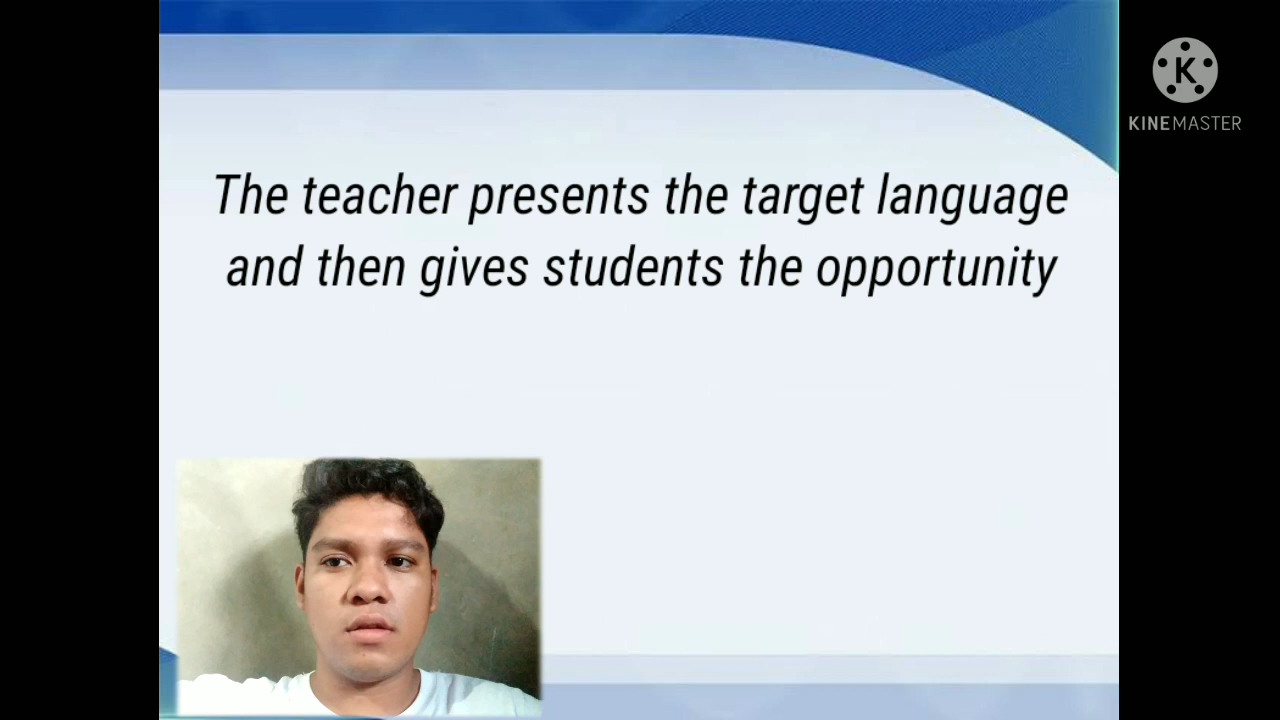 The teacher presents the target language
and then gives students the opportunity
K
KINEMASTER